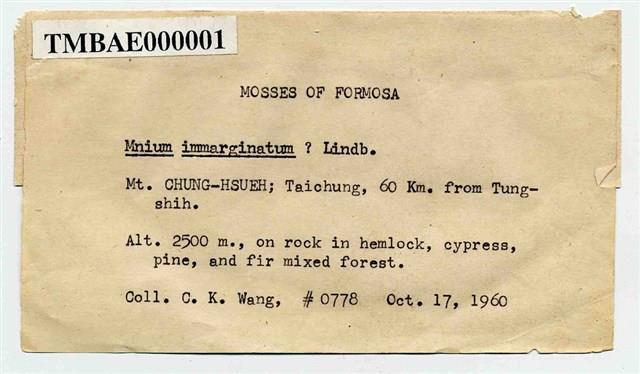 TMBAE000001
MOSSES OF FORMOSA
Mnium immarginatum ? Lindb.
Mt. CHUNG-HSUEH; Taichung, 60 Km. from Tung-
shih.
Alt. 2500 m., on rock in hemlock, cypress,
pine, and fir mixed forest.
Coll. C. K. Wang, # 0778 Oct. 17, 1960